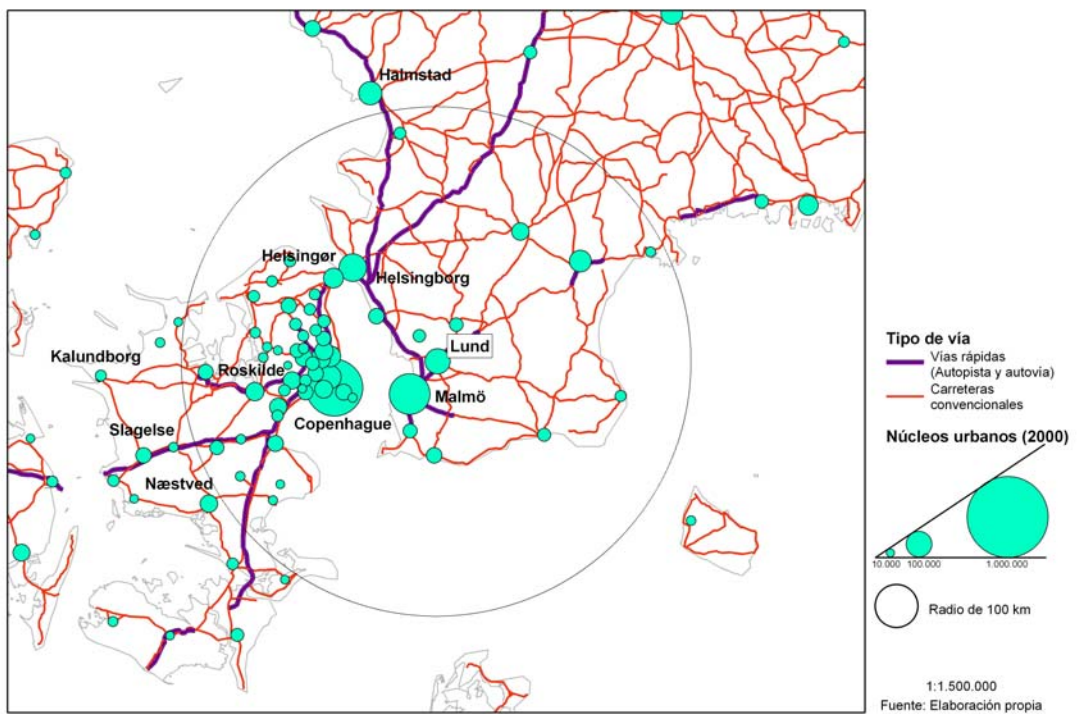 Halmstad
Helsingør
Helsingborg
Lund
Kalundborg
Roskilde
Malmö
Copenhague
Slagelse
Næstved
Tipo de vía
Vías rápidas
(Autopista y autovia)
Carreteras
convencionales
Núcleos urbanos (2000)
10.000
100.000
1.000.000
Radio de 100 km
1:1.500.000
Fuente: Elaboración propia